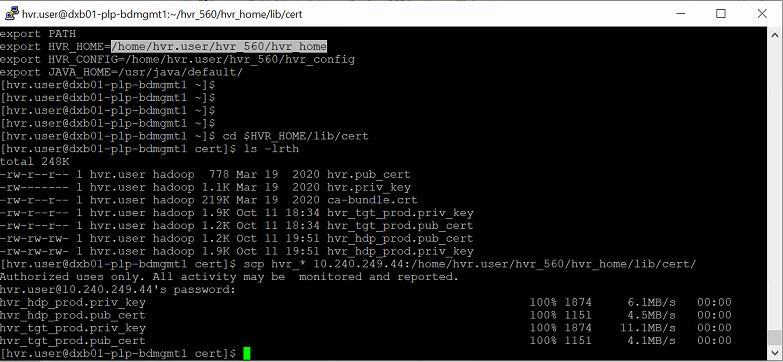 hvr.user@dxb01-plp-bdmgmt1:~/hvr_560/hvr_home/lib/cert
export PATH
export HVR_HOME=/home/hvr.user/hvr_560/hvr_home
export HVR_CONFIG=/home/hvr.user/hvr_560/hvr_config
export JAVA_HOME=/usr/java/default/
[hvr.user@dxb01-plp-bdmgmt1 ~]$
[hvr.user@dxb01-plp-bdmgmt1 ~]$
[hvr.user@dxb01-plp-bdmgmt1 ~]$
[hvr.user@dxb01-plp-bdmgmt1 ~]$
[hvr.user@dxb01-plp-bdmgmt1 ~]$ cd $HVR_HOME/lib/cert
[hvr.user@dxb01-plp-bdmgmt1 cert]$ ls -lrth
total 248K
-rw-r--r-- 1 hvr.user hadoop  778 Mar 19  2020 hvr.pub_cert
-rw------- 1 hvr.user hadoop 1.1K Mar 19  2020 hvr.priv_key
-rw-r--r-- 1 hvr.user hadoop 219K Mar 19  2020 ca-bundle.crt
-rw-r--r-- 1 hvr.user hadoop 1.9K Oct 11 18:34 hvr_tgt_prod.priv_key
-rw-r--r-- 1 hvr.user hadoop 1.2K Oct 11 18:34 hvr_tgt_prod.pub_cert
-rw-rw-rw- 1 hvr.user hadoop 1.2K Oct 11 19:51 hvr_hdp_prod.pub_cert
-rw-rw-rw- 1 hvr.user hadoop 1.9K Oct 11 19:51 hvr_hdp_prod.priv_key
[hvr.user@dxb01-plp-bdmgmt1 cert]$ scp hvr_* 10.240.249.44:/home/hvr.user/hvr_560/hvr_home/lib/cert/
Authorized uses only. All activity may be  monitored and reported.
hvr.user@10.240.249.44's password:
hvr_hdp_prod.priv_key 100% 1874 6.1MB/s 00:00
hvr_hdp_prod.pub_cert 100% 1151 4.5MB/s 00:00
hvr_tgt_prod.priv_key 100% 1874 11.1MB/s 00:00
hvr_tgt_prod.pub_cert 100% 1151 4.1MB/s 00:00
[hvr.user@dxb01-plp-bdmgmt1 cert]$